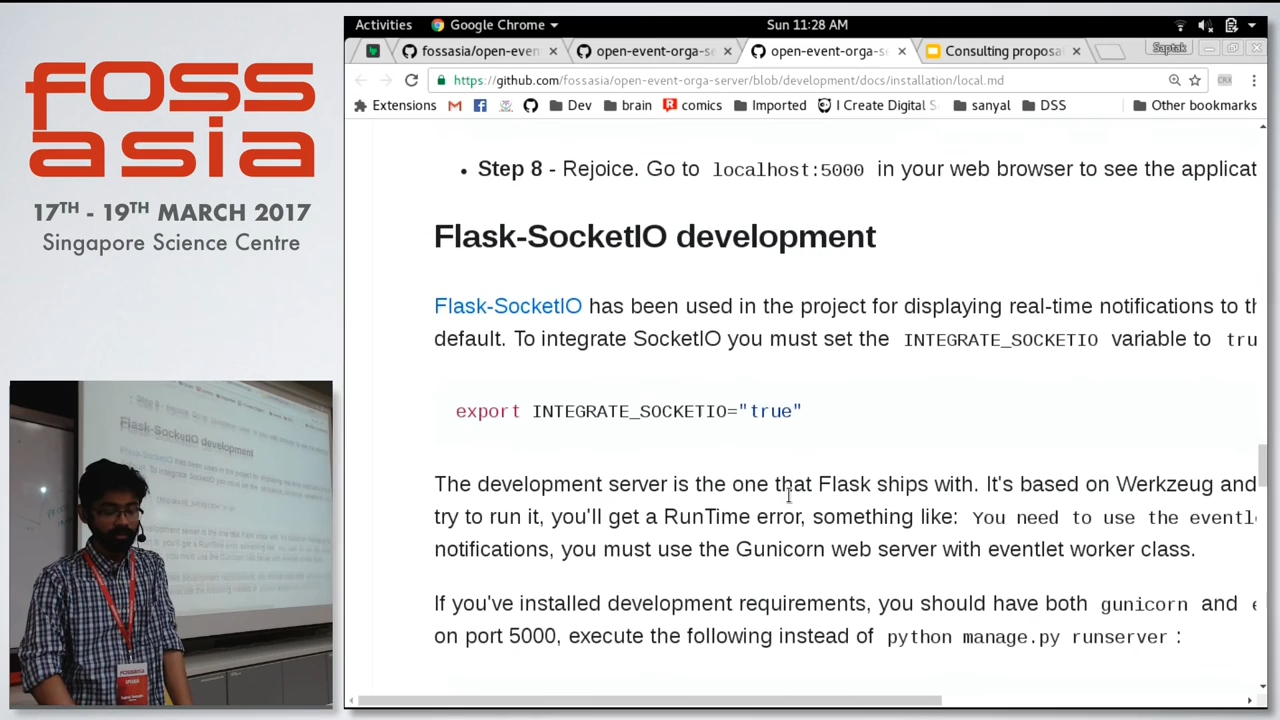 FOSS
asia
17TH - 19TH MARCH 2017
Singapore Science Centre
Activities Google Chrome Sun 11:28 AM
fossasia/open-even open-event-orga-se open-event-orga-se Consulting proposa Saptak
https://github.com/fossasia/open-event-orga-server/blob/development/docs/installation/local.md
Extensions Dev brain comics Imported I Create Digital S sanyal DSS Other bookmarks
• Step 8 - Rejoice. Go to localhost:5000 in your web browser to see the applicat
Flask-SocketIO development
Flask-SocketIO has been used in the project for displaying real-time notifications to th
default. To integrate SocketIO you must set the INTEGRATE_SOCKETIO variable to tru
export INTEGRATE_SOCKETIO="true"
The development server is the one that Flask ships with. It's based on Werkzeug and
try to run it, you'll get a RunTime error, something like: You need to use the eventl
notifications, you must use the Gunicorn web server with eventlet worker class.
If you've installed development requirements, you should have both gunicorn and e
on port 5000, execute the following instead of python manage.py runserver :
Flask-SocketIO development